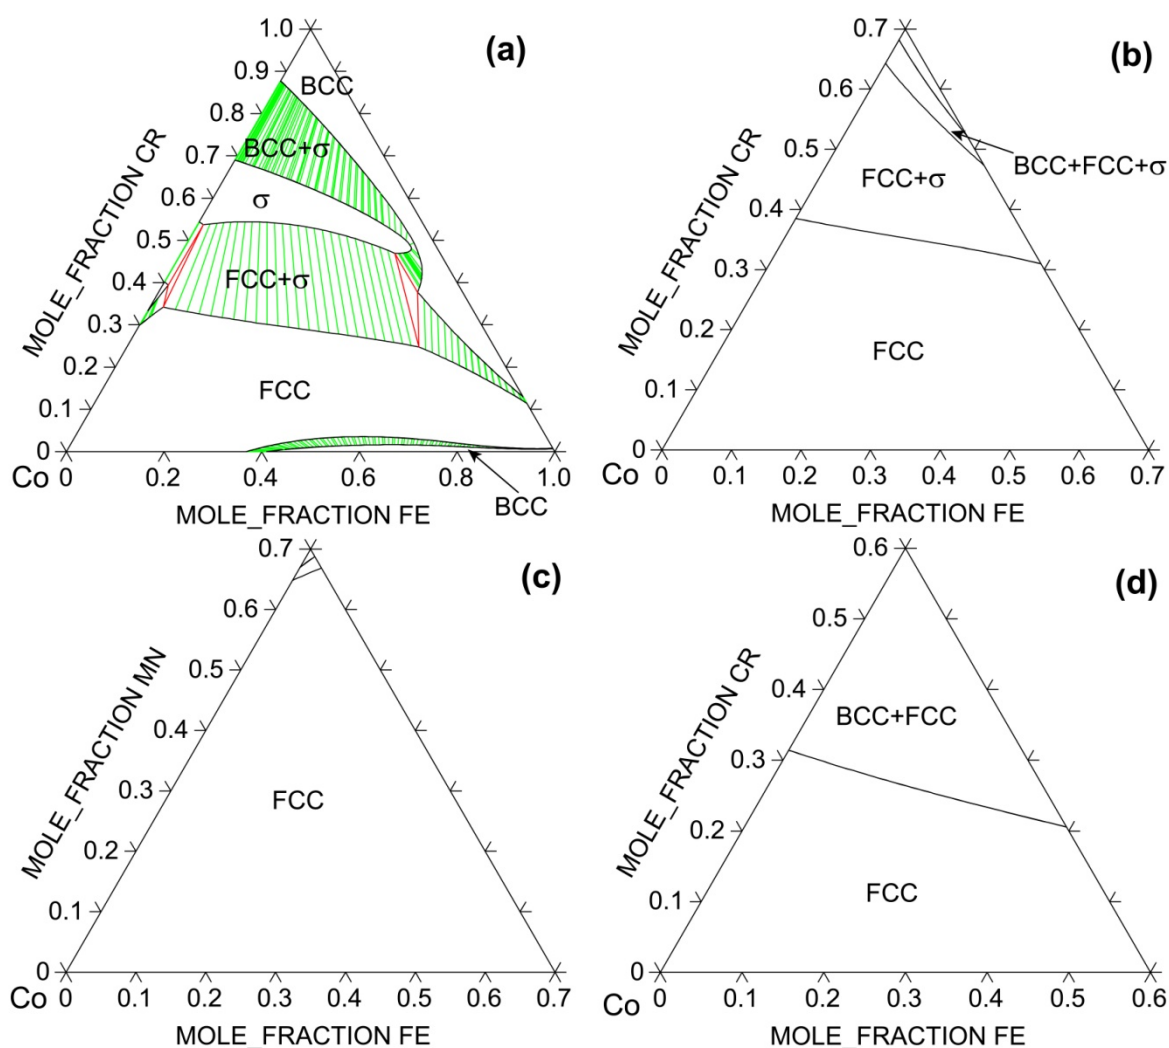 (a)
1.0
0.9
BCC
0.8
BCC+σ
0.7
0.6
σ
0.5
FCC+σ
0.4
0.3
0.2
FCC
0.1
0
MOLE_FRACTION CR
Co
0
0.2
0.4
0.6
0.8
1.0
BCC
MOLE_FRACTION FE
(b)
0.7
0.6
BCC+FCC+σ
0.5
FCC+σ
0.4
0.3
0.2
FCC
0.1
0
MOLE_FRACTION CR
Co
0
0.1
0.2
0.3
0.4
0.5
0.6
0.7
MOLE_FRACTION FE
(c)
0.7
0.6
0.5
0.4
0.3
FCC
0.2
0.1
0
MOLE_FRACTION MN
Co
0
0.1
0.2
0.3
0.4
0.5
0.6
0.7
MOLE_FRACTION FE
(d)
0.6
0.5
0.4
BCC+FCC
0.3
0.2
0.1
FCC
0
MOLE_FRACTION CR
Co
0
0.1
0.2
0.3
0.4
0.5
0.6
MOLE_FRACTION FE